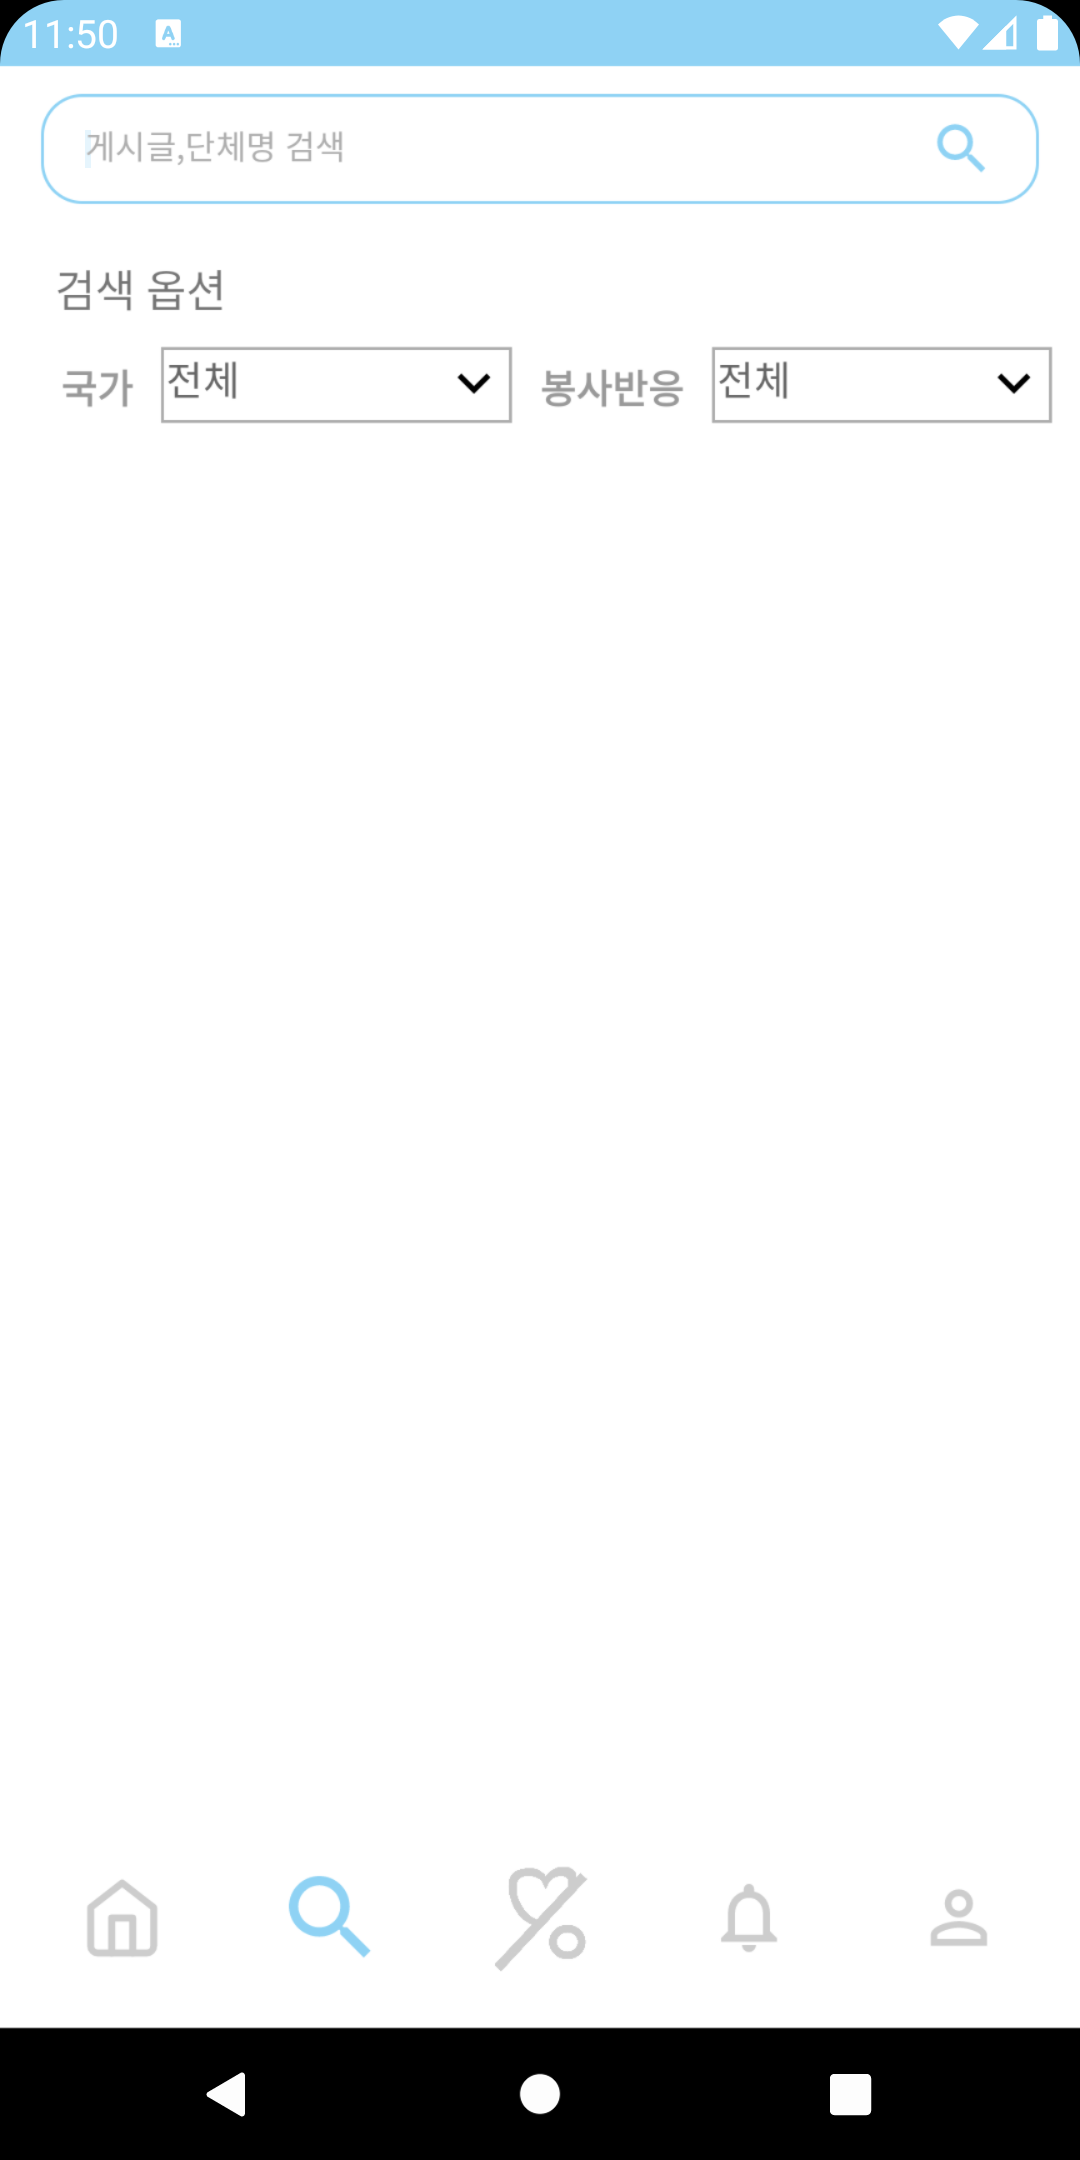 11:50
게시글,단체명 검색
검색 옵션
국가 전체 봉사반응 전체